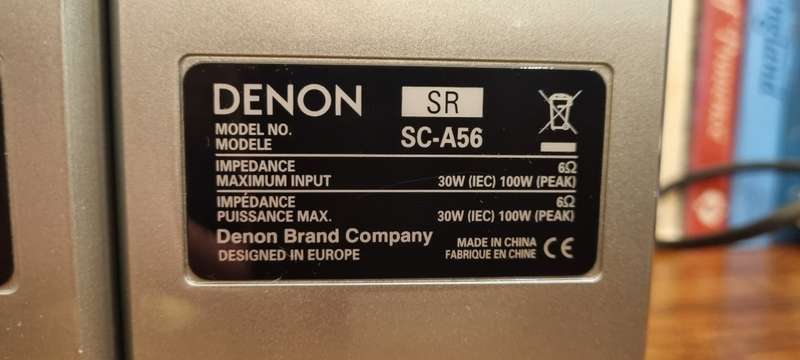 DENON SR
MODEL NO.
MODELE SC-A56
IMPEDANCE 6Ω
MAXIMUM INPUT 30W (IEC) 100W (PEAK)
IMPÉDANCE 6Ω
PUISSANCE MAX. 30W (IEC) 100W (PEAK)
Denon Brand Company
DESIGNED IN EUROPE
MADE IN CHINA
FABRIQUE EN CHINE CE